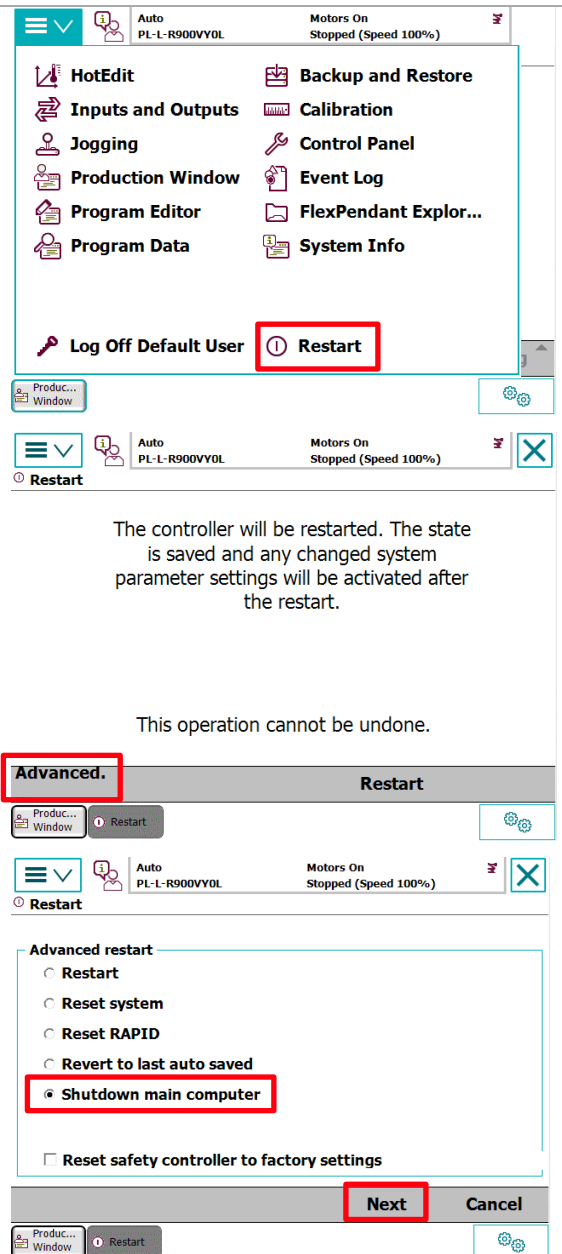 Auto
PL-L-R900VY0L
Motors On
Stopped (Speed 100%)
HotEdit
Backup and Restore
Inputs and Outputs
Calibration
Jogging
Control Panel
Production Window
Event Log
Program Editor
FlexPendant Explor...
Program Data
System Info
Log Off Default User
Restart
Produc...
Window
Auto
PL-L-R900VY0L
Motors On
Stopped (Speed 100%)
Restart
The controller will be restarted. The state
is saved and any changed system
parameter settings will be activated after
the restart.
This operation cannot be undone.
Advanced.
Restart
Produc...
Window
Restart
Auto
PL-L-R900VY0L
Motors On
Stopped (Speed 100%)
Restart
Advanced restart
Restart
Reset system
Reset RAPID
Revert to last auto saved
Shutdown main computer
Reset safety controller to factory settings
Next
Cancel
Produc...
Window
Restart